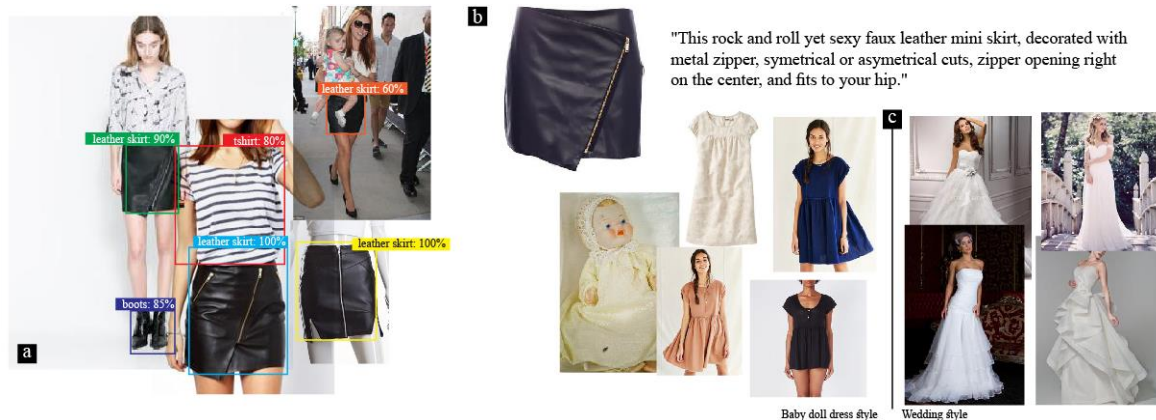 b
"This rock and roll yet sexy faux leather mini skirt, decorated with
metal zipper, symetrical or asymetrical cuts, zipper opening right
on the center, and fits to your hip."
leather skirt: 60%
leather skirt: 90%
tshirt: 80%
leather skirt: 100%
leather skirt: 100%
boots: 85%
a
c
Baby doll dress style
Wedding style